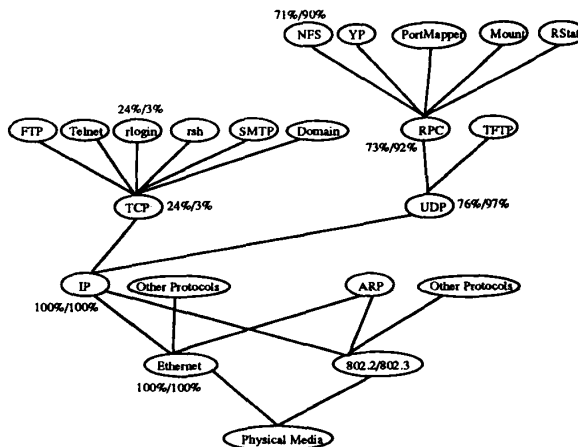 71%/90%
NFS YP PortMapper Mount RStat
24%/3%
FTP Telnet rlogin rsh SMTP Domain
RPC TFTP
73%/92%
TCP 24%/3% UDP 76%/97%
IP Other Protocols ARP Other Protocols
100%/100%
Ethernet 802.2/802.3
100%/100%
Physical Media